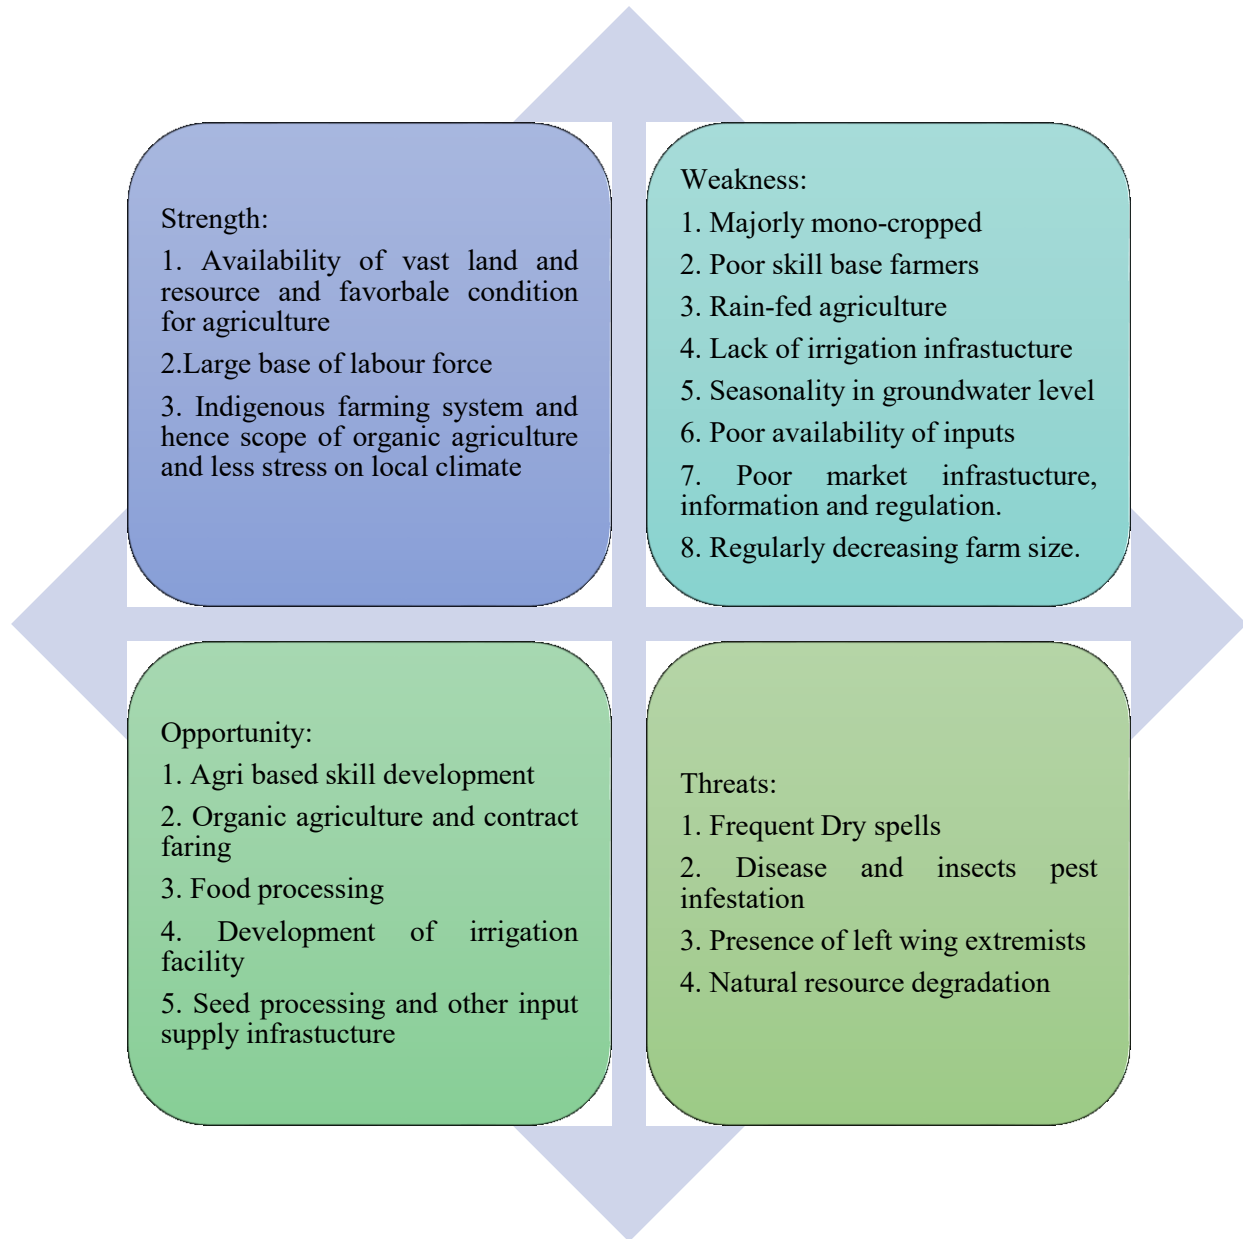 Strength:
1. Availability of vast land and
resource and favorbale condition
for agriculture
2.Large base of labour force
3. Indigenous farming system and
hence scope of organic agriculture
and less stress on local climate
Weakness:
1. Majorly mono-cropped
2. Poor skill base farmers
3. Rain-fed agriculture
4. Lack of irrigation infrastucture
5. Seasonality in groundwater level
6. Poor availability of inputs
7. Poor market infrastucture,
information and regulation.
8. Regularly decreasing farm size.
Opportunity:
1. Agri based skill development
2. Organic agriculture and contract
faring
3. Food processing
4. Development of irrigation
facility
5. Seed processing and other input
supply infrastucture
Threats:
1. Frequent Dry spells
2. Disease and insects pest
infestation
3. Presence of left wing extremists
4. Natural resource degradation